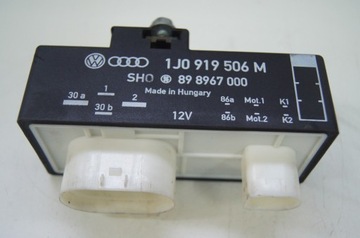 1J0 919 506 M
SHO 89 8967 000
Made in Hungary
30 a 1 2 30 b
12V
86a Mot.1 K1
86b Mot.2 K2